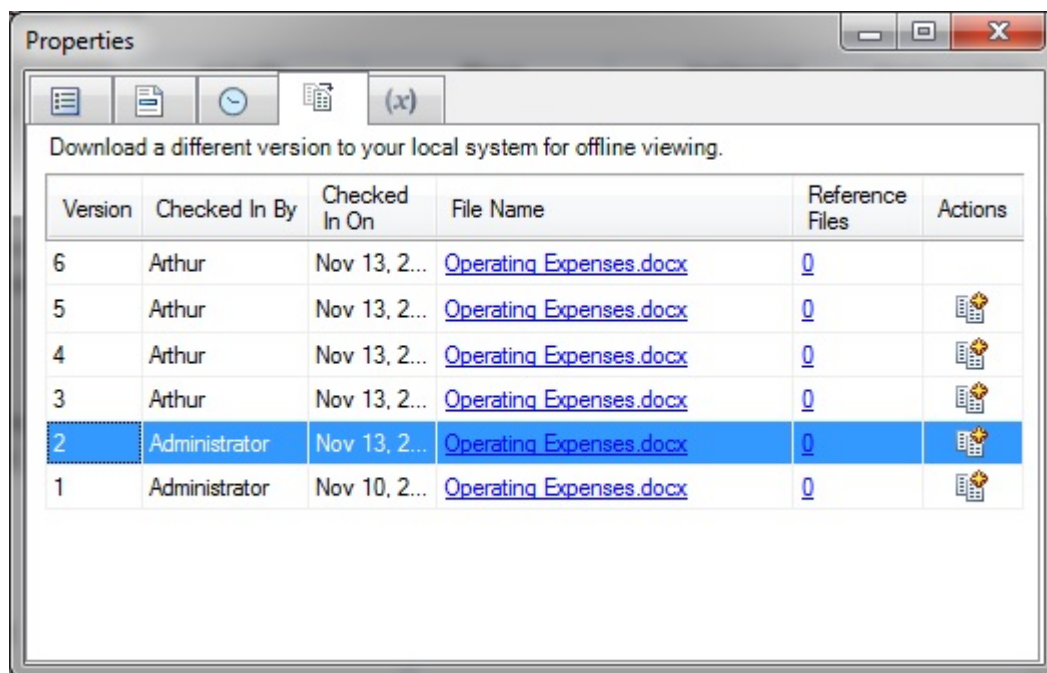 Properties
(x)
Download a different version to your local system for offline viewing.
Version Checked In By Checked In On File Name Reference Files Actions
6 Arthur Nov 13, 2... Operating Expenses.docx 0
5 Arthur Nov 13, 2... Operating Expenses.docx 0
4 Arthur Nov 13, 2... Operating Expenses.docx 0
3 Arthur Nov 13, 2... Operating Expenses.docx 0
2 Administrator Nov 13, 2... Operating Expenses.docx 0
1 Administrator Nov 10, 2... Operating Expenses.docx 0